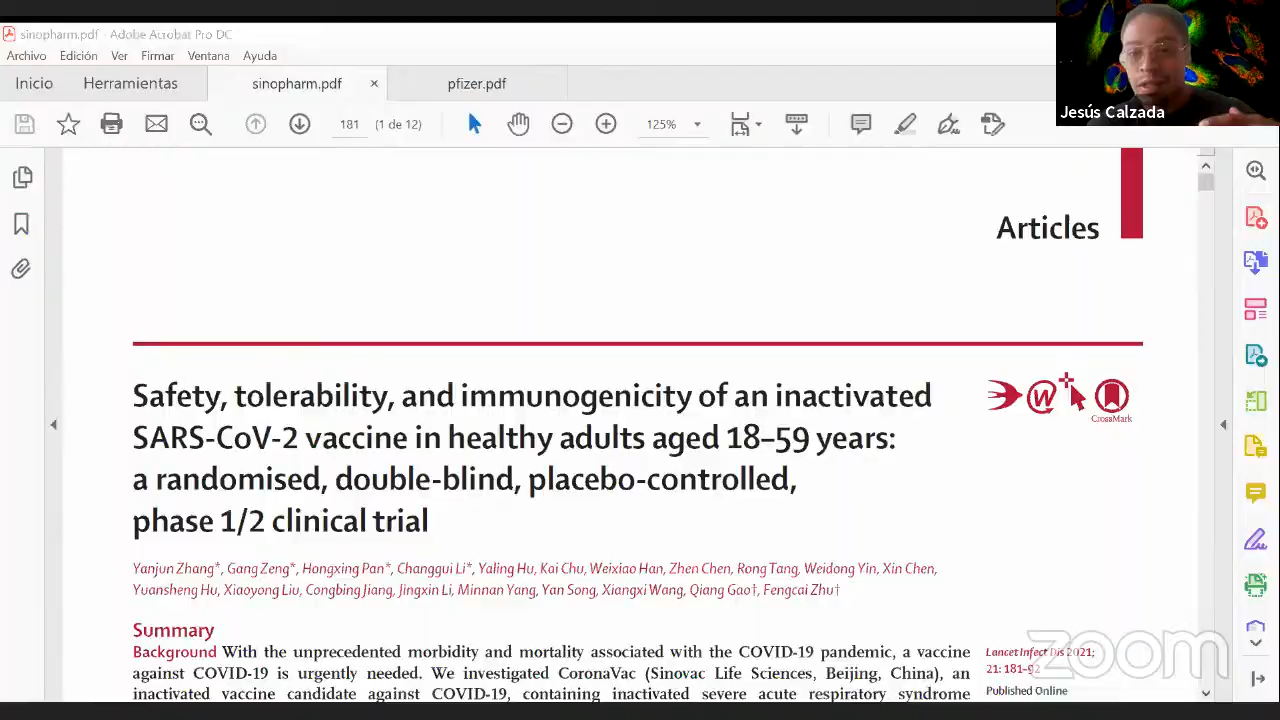 sinopharm.pdf - Adobe Acrobat Pro DC
Archivo Edición Ver Firmar Ventana Ayuda
Inicio Herramientas sinopharm.pdf × pfizer.pdf
181 (1 de 12) 125%
Jesús Calzada
Articles
Safety, tolerability, and immunogenicity of an inactivated
SARS-CoV-2 vaccine in healthy adults aged 18–59 years:
a randomised, double-blind, placebo-controlled,
phase 1/2 clinical trial
CrossMark
Yanjun Zhang*, Gang Zeng*, Hongxing Pan*, Changgui Li*, Yaling Hu, Kai Chu, Weixiao Han, Zhen Chen, Rong Tang, Weidong Yin, Xin Chen,
Yuansheng Hu, Xiaoyong Liu, Congbing Jiang, Jingxin Li, Minnan Yang, Yan Song, Xiangxi Wang, Qiang Gao†, Fengcai Zhu†
Summary
Background With the unprecedented morbidity and mortality associated with the COVID-19 pandemic, a vaccine
against COVID-19 is urgently needed. We investigated CoronaVac (Sinovac Life Sciences, Beijing, China), an
inactivated vaccine candidate against COVID-19, containing inactivated severe acute respiratory syndrome
Lancet Infect Dis 2021;
21: 181–92
Published Online
zoom